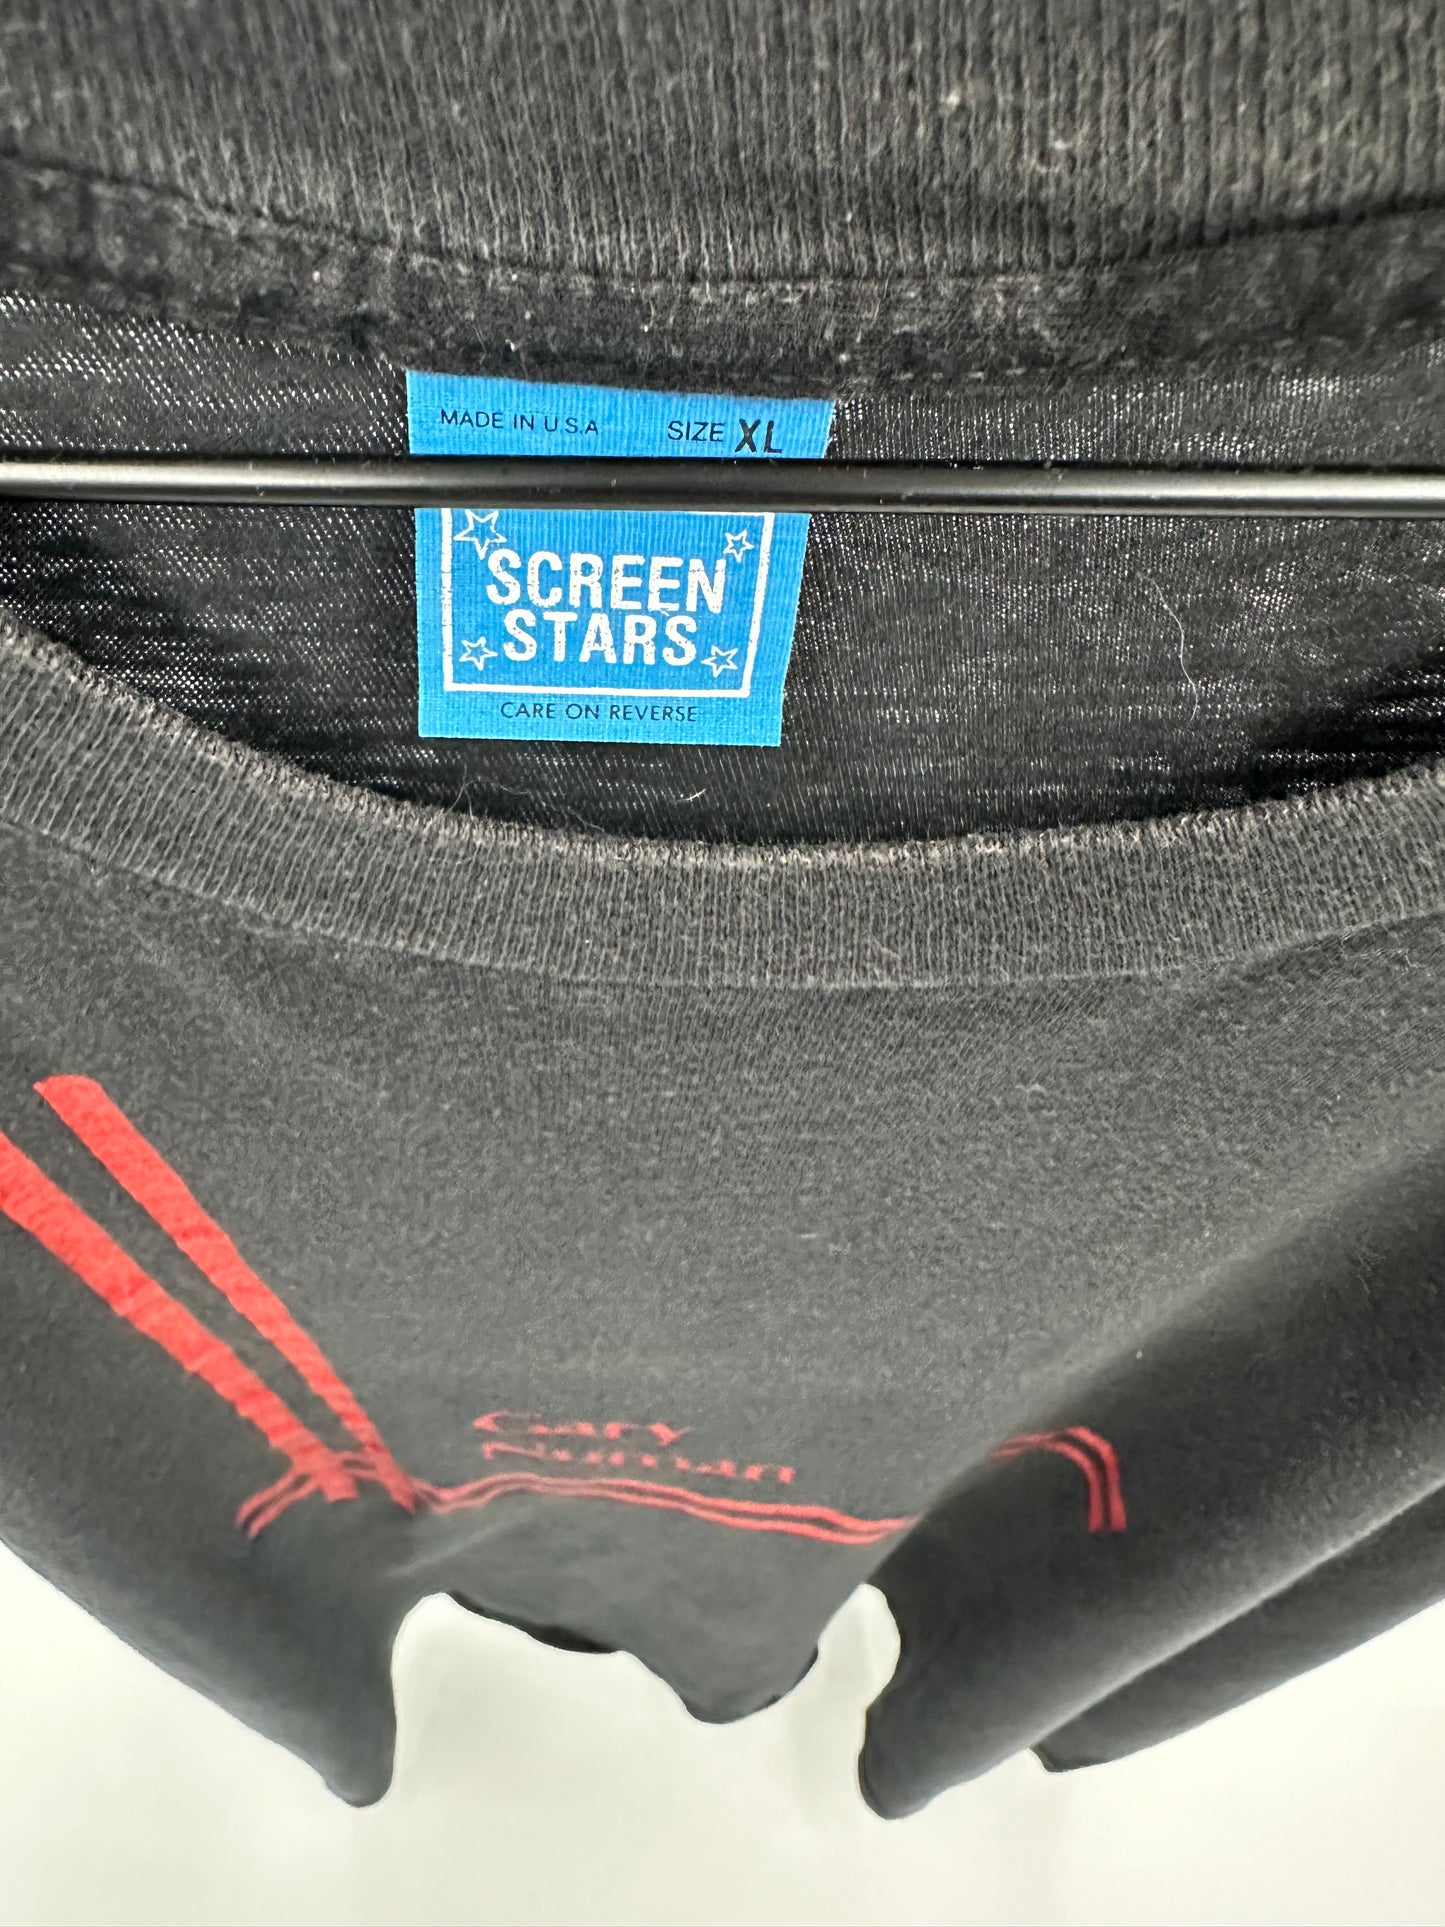 MADE IN U.S.A SIZE XL
SCREEN
STARS
CARE ON REVERSE
Gary
Numan